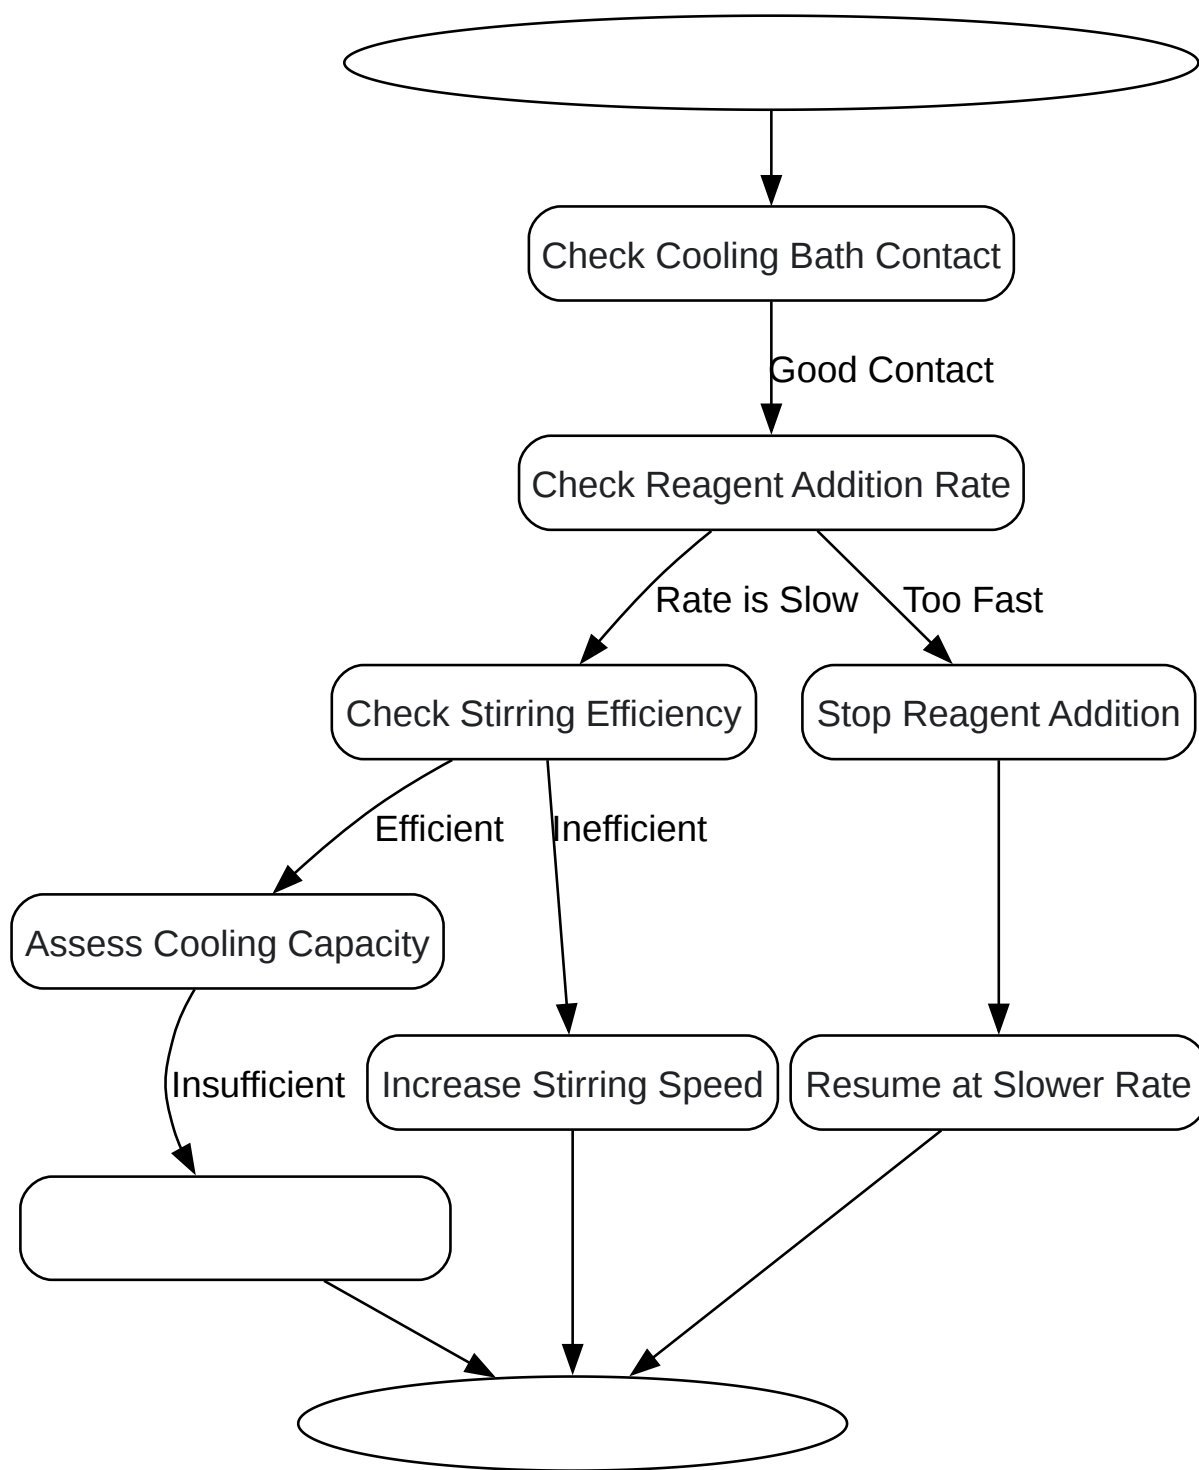 Check Cooling Bath Contact
Good Contact
Check Reagent Addition Rate
Rate is Slow
Too Fast
Check Stirring Efficiency
Stop Reagent Addition
Efficient
Inefficient
Assess Cooling Capacity
Insufficient
Increase Stirring Speed
Resume at Slower Rate